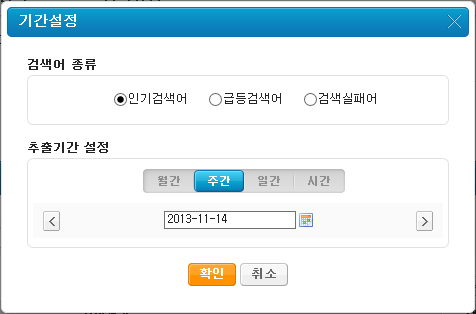 기간설정
검색어 종류
인기검색어 급등검색어 검색실패어
추출기간 설정
월간 주간 일간 시간
2013-11-14
확인 취소